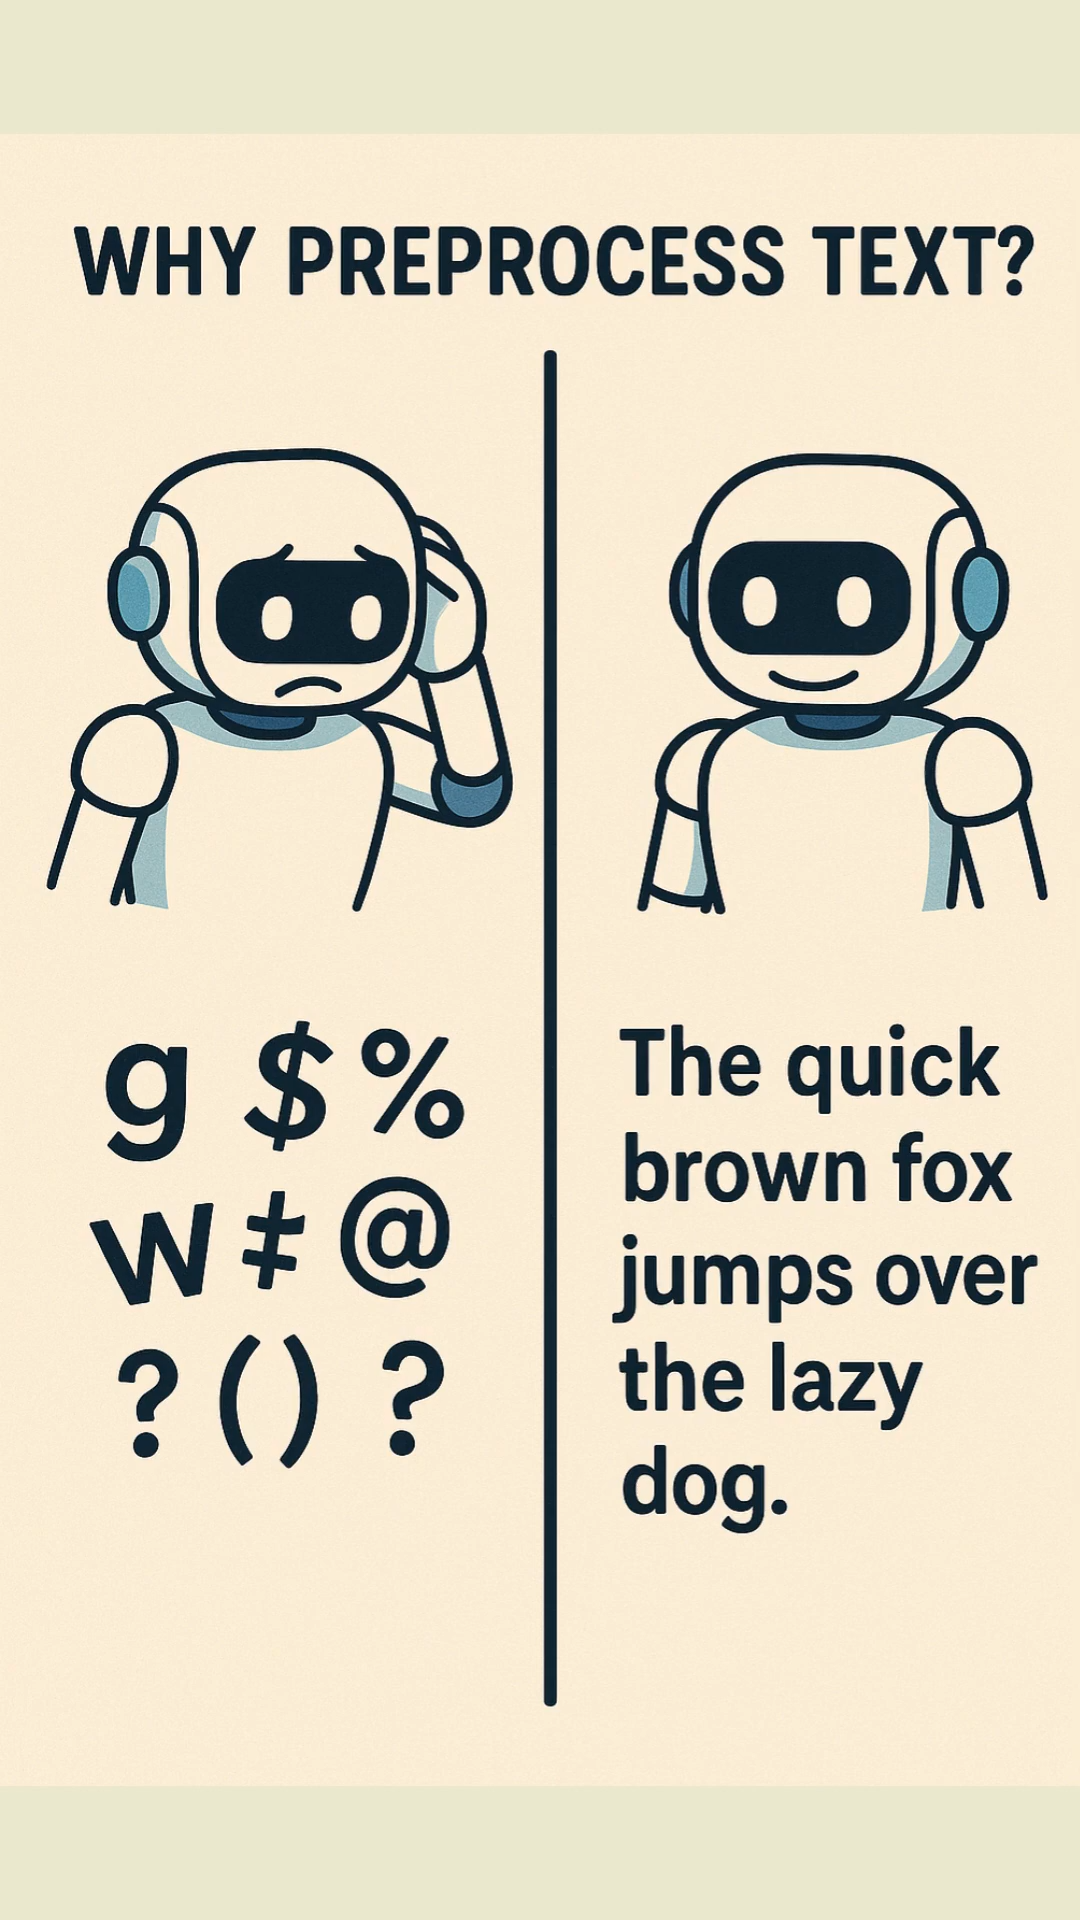 WHY PREPROCESS TEXT?
g $%
w‡@
?() ?
The quick
brown fox
jumps over
the lazy
dog.